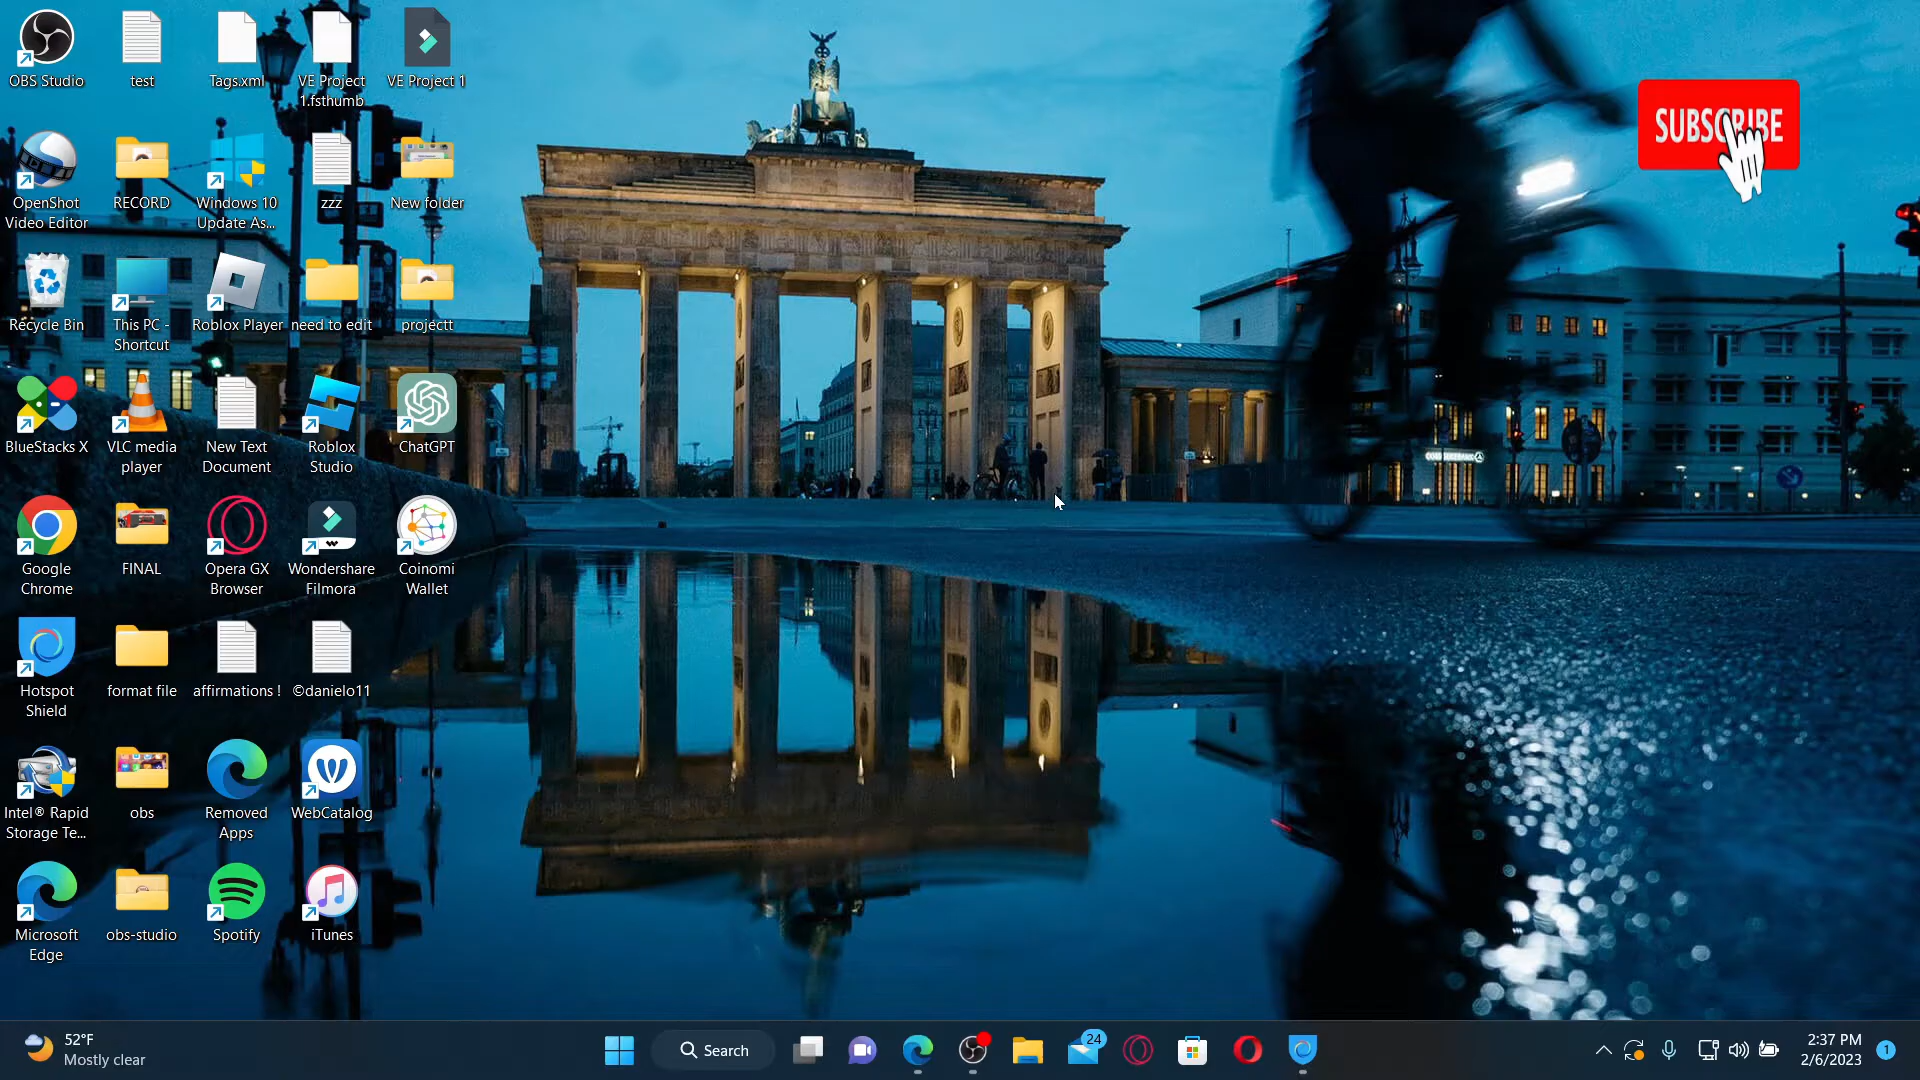 OBS Studio
test
Tags.xml
VE Project
1.fsthumb
VE Project 1
SUBSCRIBE
OpenShot
Video Editor
RECORD
Windows 10
Update As...
zzz
New folder
Recycle Bin
This PC -
Shortcut
Roblox Player
need to edit
projectt
BlueStacks X
VLC media
player
New Text
Document
Roblox
Studio
ChatGPT
Google
Chrome
FINAL
Opera GX
Browser
Wondershare
Filmora
Coinomi
Wallet
Hotspot
Shield
format file
affirmations !
©danielo11
Intel® Rapid
Storage Te...
obs
Removed
Apps
WebCatalog
Microsoft
Edge
obs-studio
Spotify
iTunes
52°F
Mostly clear
Search
24
2:37 PM
2/6/2023
1